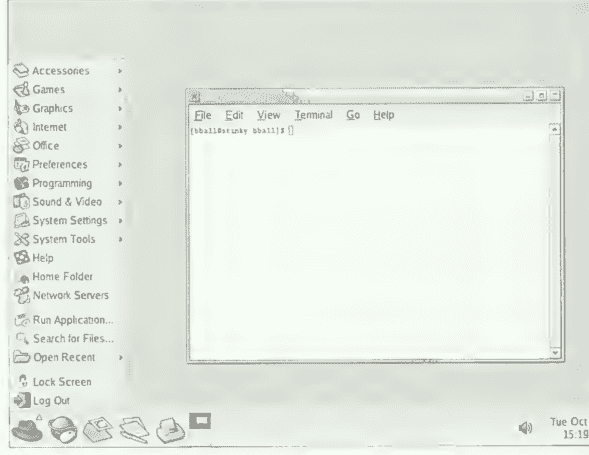 Accessories
Games
Graphics
Internet
Office
Preferences
Programming
Sound & Video
System Settings
System Tools
Help
Home Folder
Network Servers
Run Application...
Search for Files...
Open Recent
Lock Screen
Log Out
File Edit View Terminal Go Help
[bball@stinky bball]$
Tue Oct
15:19